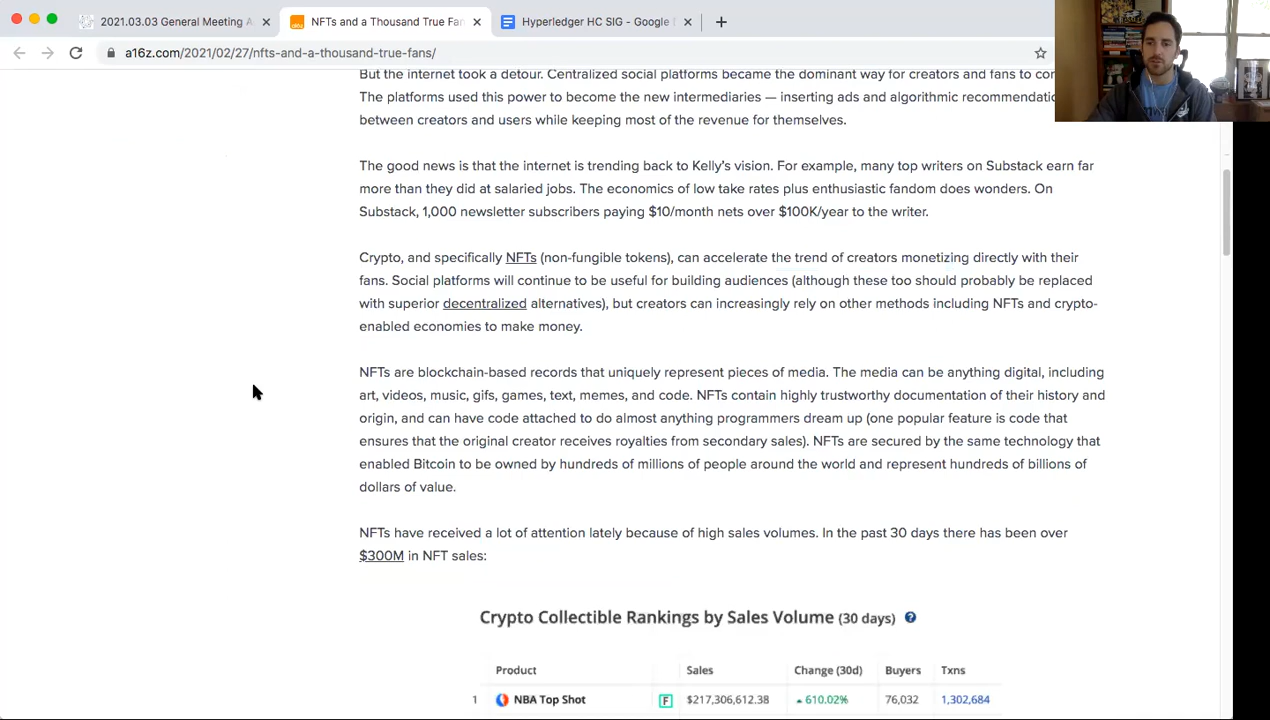 2021.03.03 General Meeting A
NFTs and a Thousand True Fan
Hyperledger HC SIG - Google
a16z.com/2021/02/27/nfts-and-a-thousand-true-fans/
But the internet took a detour. Centralized social platforms became the dominant way for creators and fans to
The platforms used this power to become the new intermediaries — inserting ads and algorithmic
between creators and users while keeping most of the revenue for themselves.
The good news is that the internet is trending back to Kelly's vision. For example, many top writers on Substack earn far
more than they did at salaried jobs. The economics of low take rates plus enthusiastic fandom does wonders. On
Substack, 1,000 newsletter subscribers paying $10/month nets over $100K/year to the writer.
Crypto, and specifically NFTs (non-fungible tokens), can accelerate the trend of creators monetizing directly with their
fans. Social platforms will continue to be useful for building audiences (although these too should probably be replaced
with superior decentralized alternatives), but creators can increasingly rely on other methods including NFTs and crypto-
enabled economies to make money.
NFTs are blockchain-based records that uniquely represent pieces of media. The media can be anything digital, including
art, videos, music, gifs, games, text, memes, and code. NFTs contain highly trustworthy documentation of their history and
origin, and can have code attached to do almost anything programmers dream up (one popular feature is code that
ensures that the original creator receives royalties from secondary sales). NFTs are secured by the same technology that
enabled Bitcoin to be owned by hundreds of millions of people around the world and represent hundreds of billions of
dollars of value.
NFTs have received a lot of attention lately because of high sales volumes. In the past 30 days there has been over
$300M in NFT sales:
Crypto Collectible Rankings by Sales Volume (30 days) ?
Product Sales Change (30d) Buyers Txns
1 NBA Top Shot F $217,306,612.38 610.02% 76,032 1,302,684